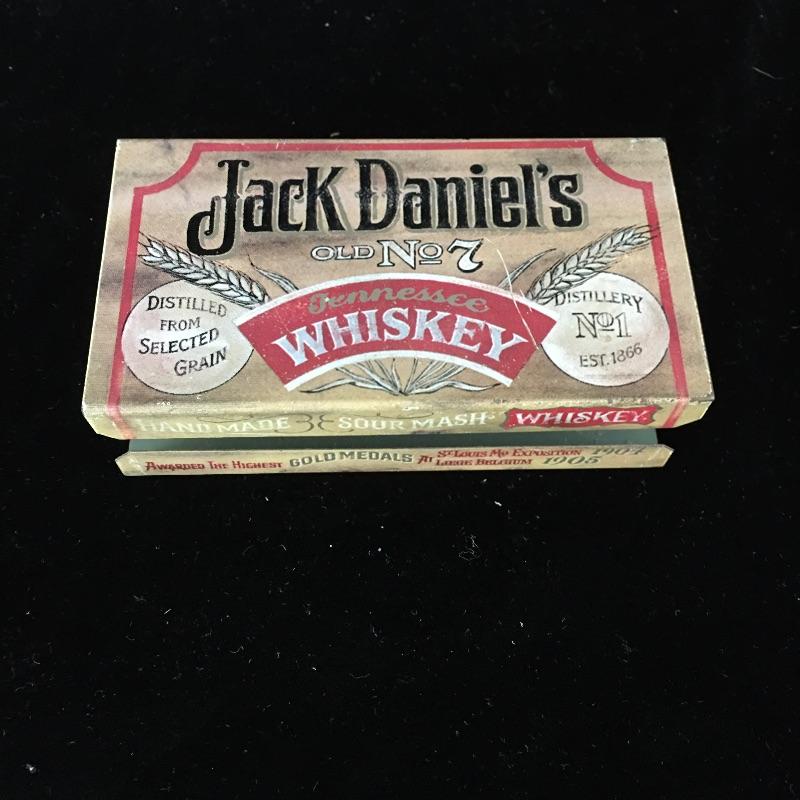 Jack Daniel's
OLD No 7
Tennessee
WHISKEY
DISTILLED
FROM
SELECTED
GRAIN
DISTILLERY
No 1
EST. 1866
HAND MADE SOUR MASH WHISKEY
AWARDED THE HIGHEST GOLD MEDALS AT ST LOUIS MO EXPOSITION 1904
LIEGE BELGIUM 1905